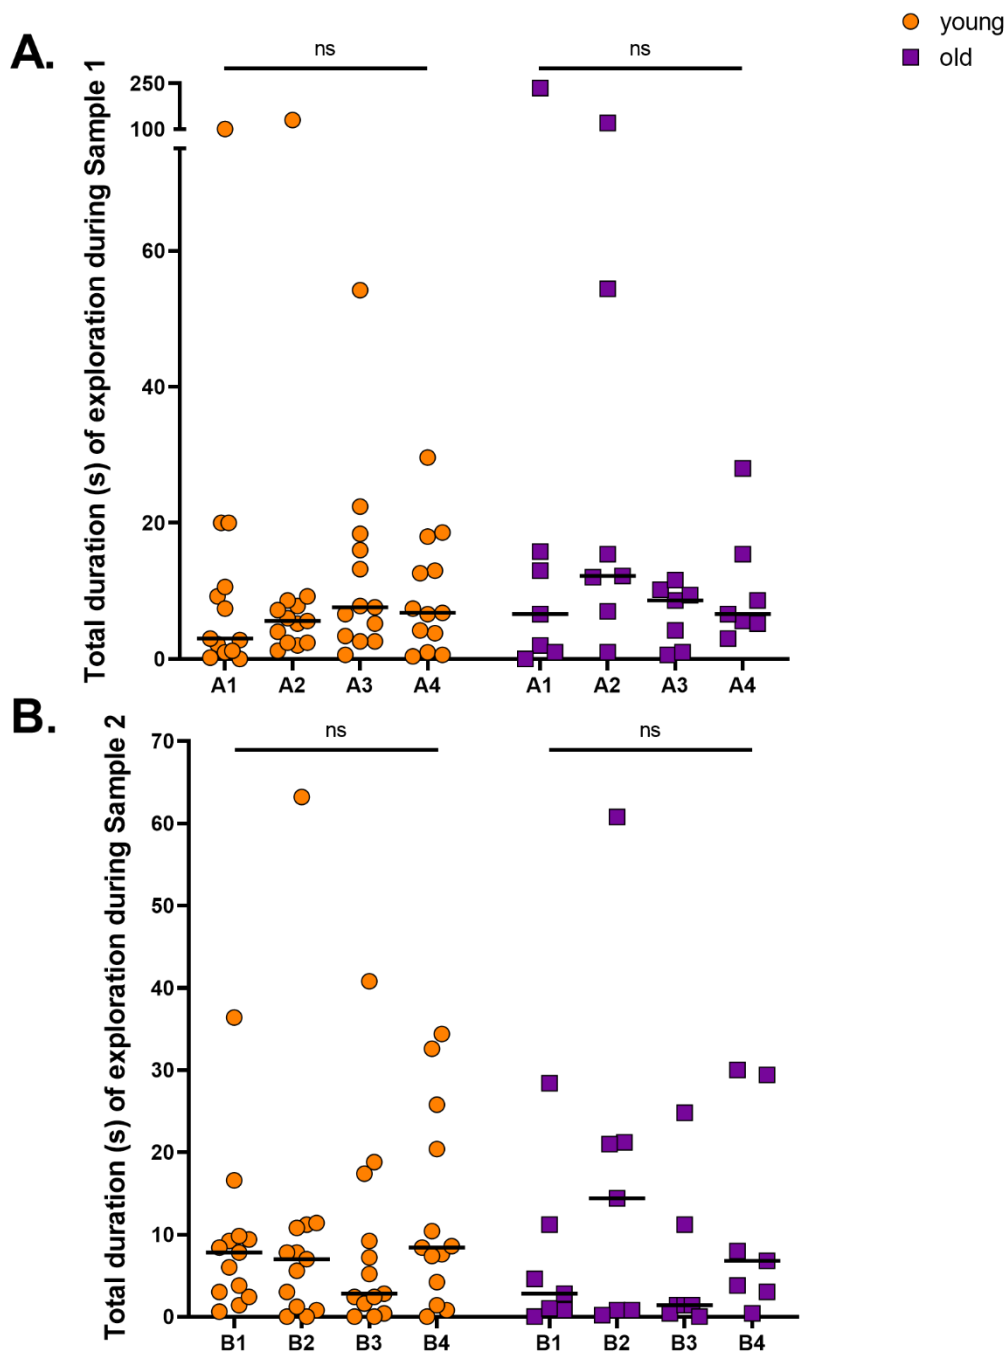 young
old
A.
ns
ns
Total duration (s) of exploration during Sample 1
250
100
60
40
20
0
A1
A2
A3
A4
A1
A2
A3
A4
B.
ns
ns
Total duration (s) of exploration during Sample 2
70
60
50
40
30
20
10
0
B1
B2
B3
B4
B1
B2
B3
B4